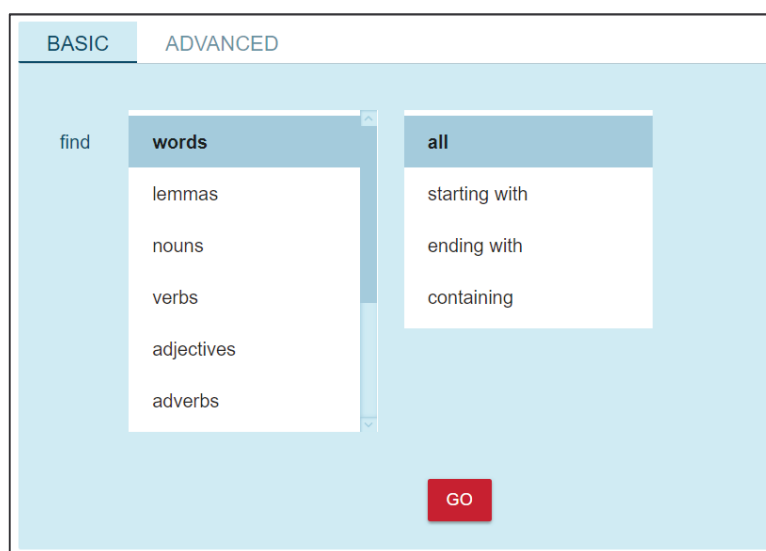 BASIC ADVANCED
find words all
lemmas starting with
nouns ending with
verbs containing
adjectives
adverbs
GO